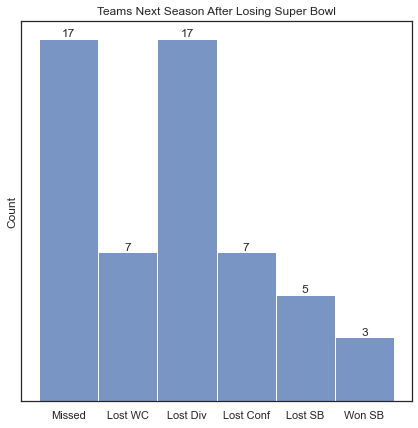 Teams Next Season After Losing Super Bowl
17
17
7
7
5
3
Count
Missed
Lost WC
Lost Div
Lost Conf
Lost SB
Won SB